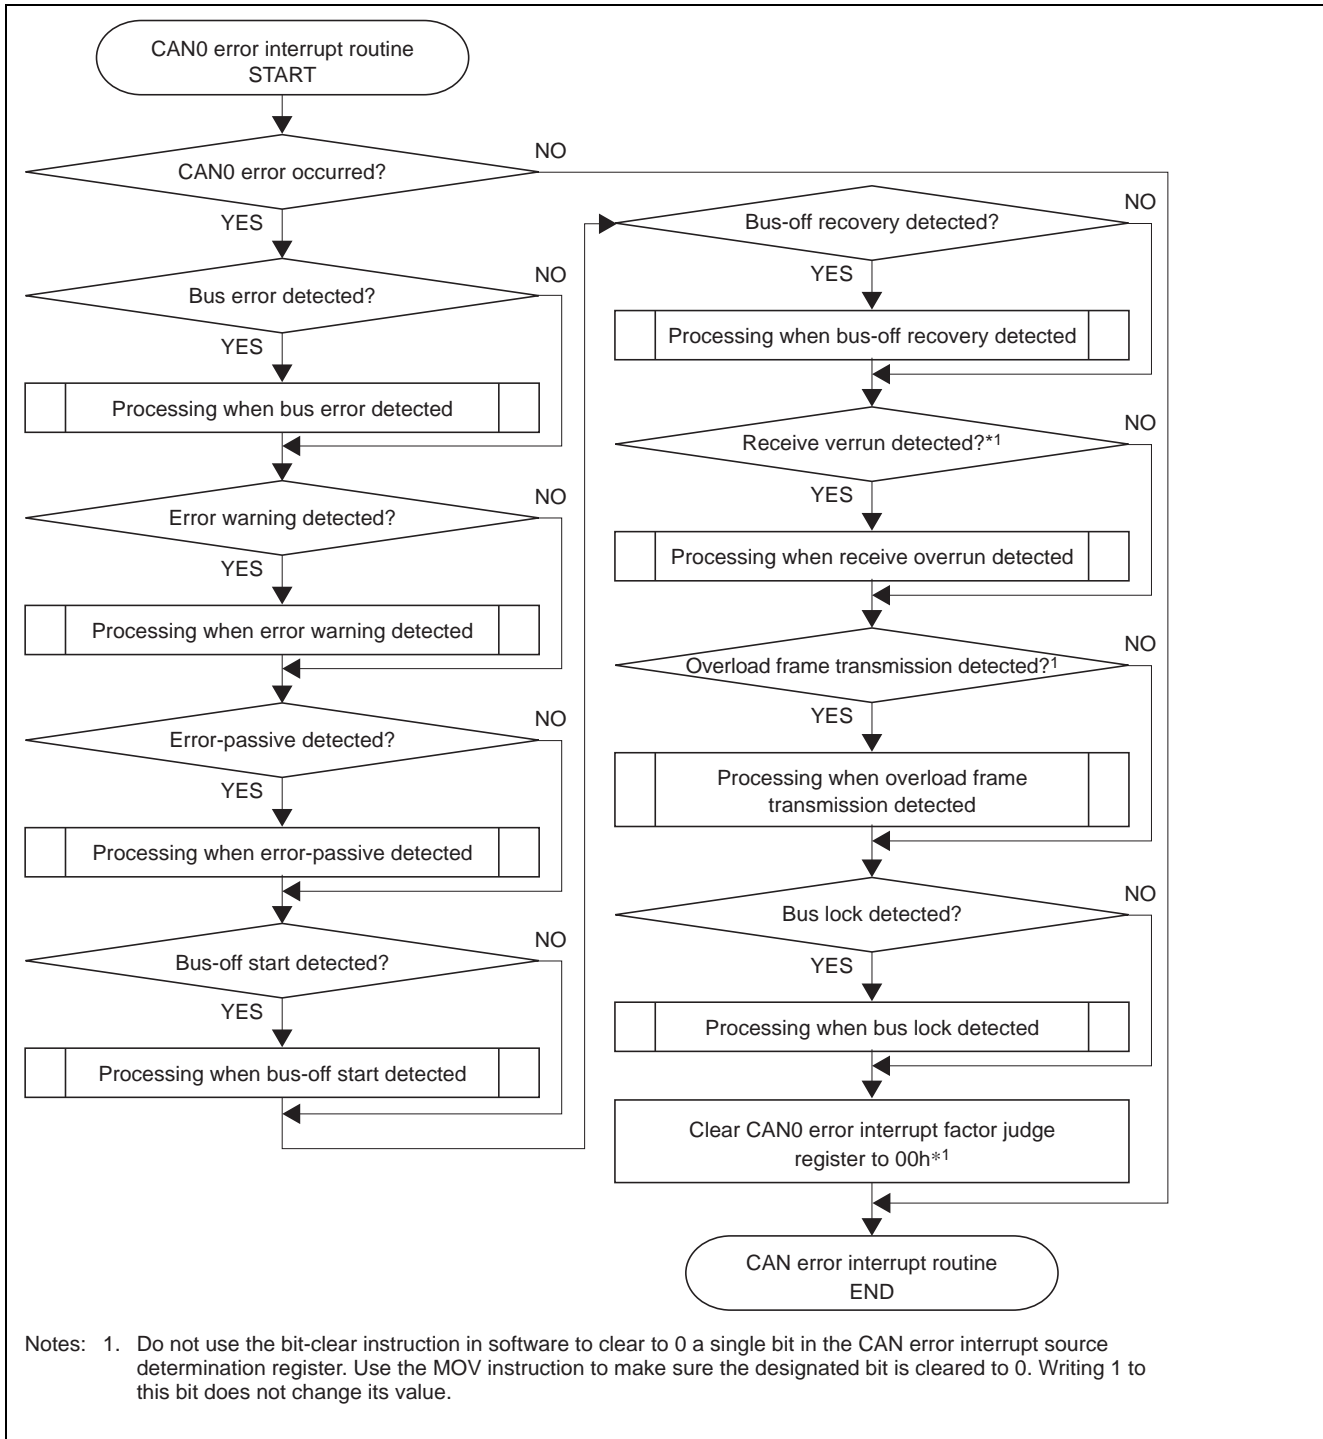 CAN0 error interrupt routine
START
CAN0 error occurred?
NO
YES
Bus error detected?
NO
YES
Processing when bus error detected
Error warning detected?
NO
YES
Processing when error warning detected
Error-passive detected?
NO
YES
Processing when error-passive detected
Bus-off start detected?
NO
YES
Processing when bus-off start detected
Bus-off recovery detected?
NO
YES
Processing when bus-off recovery detected
Receive verrun detected?*1
NO
YES
Processing when receive overrun detected
Overload frame transmission detected?1
NO
YES
Processing when overload frame
transmission detected
Bus lock detected?
NO
YES
Processing when bus lock detected
Clear CAN0 error interrupt factor judge
register to 00h*1
CAN error interrupt routine
END
Notes: 1. Do not use the bit-clear instruction in software to clear to 0 a single bit in the CAN error interrupt source
determination register. Use the MOV instruction to make sure the designated bit is cleared to 0. Writing 1 to
this bit does not change its value.